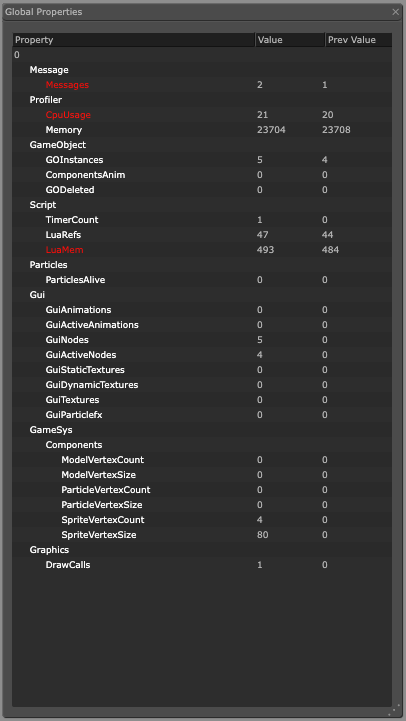 Global Properties
Property Value Prev Value
0
Message
Messages 2 1
Profiler
CpuUsage 21 20
Memory 23704 23708
GameObject
GOInstances 5 4
ComponentsAnim 0 0
GODeleted 0 0
Script
TimerCount 1 0
LuaRefs 47 44
LuaMem 493 484
Particles
ParticlesAlive 0 0
Gui
GuiAnimations 0 0
GuiActiveAnimations 0 0
GuiNodes 5 0
GuiActiveNodes 4 0
GuiStaticTextures 0 0
GuiDynamicTextures 0 0
GuiTextures 0 0
GuiParticlefx 0 0
GameSys
Components
ModelVertexCount 0 0
ModelVertexSize 0 0
ParticleVertexCount 0 0
ParticleVertexSize 0 0
SpriteVertexCount 4 0
SpriteVertexSize 80 0
Graphics
DrawCalls 1 0